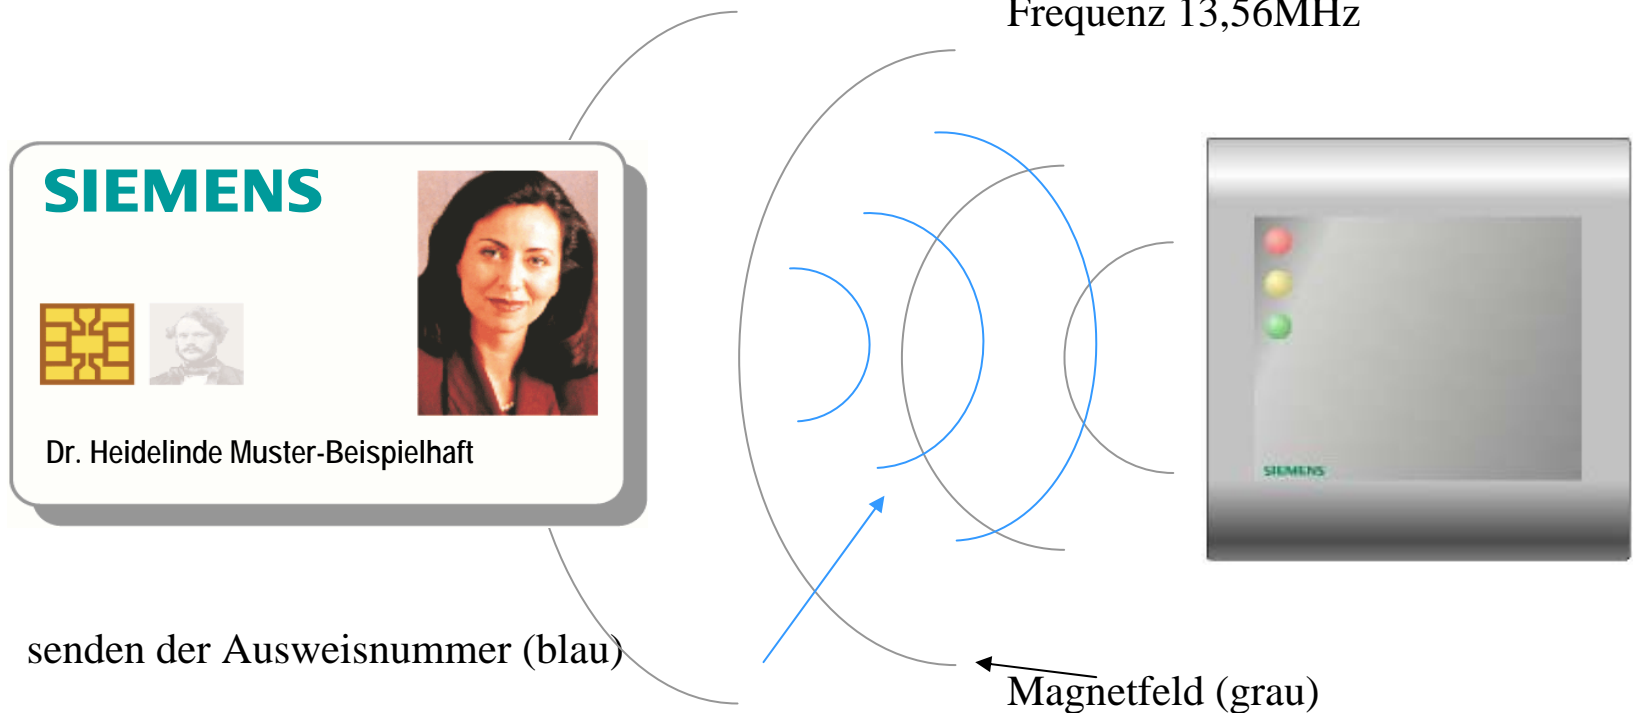 Frequenz 13,56MHz
SIEMENS
Dr. Heidelinde Muster-Beispielhaft
SIEMENS
senden der Ausweisnummer (blau)
Magnetfeld (grau)